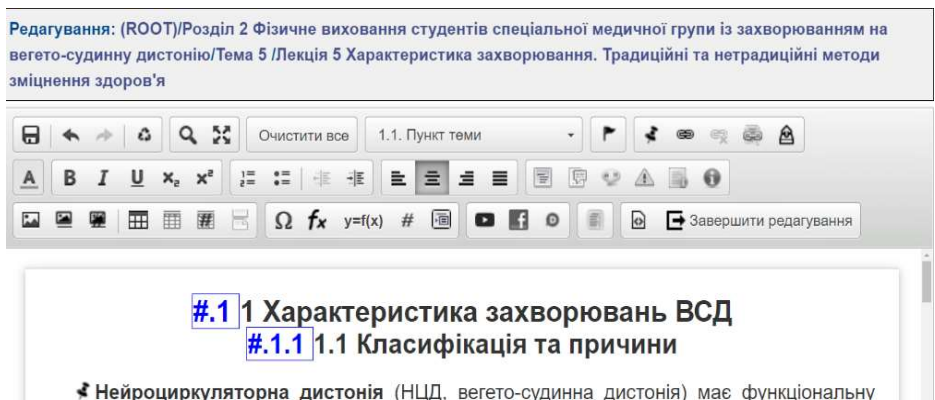 Редагування: (ROOT)/Розділ 2 Фізичне виховання студентів спеціальної медичної групи із захворюванням на
вегето-судинну дистонію/Тема 5 /Лекція 5 Характеристика захворювання. Традиційні та нетрадиційні методи
зміцнення здоров'я
Очистити все 1.1. Пункт теми
A B I U x₂ x²
Ω fx y=f(x) # Завершити редагування
#.1 1 Характеристика захворювань ВСД
#.1.1 1.1 Класифікація та причини
Нейроциркуляторна дистонія (НЦД, вегето-судинна дистонія) має функціональну